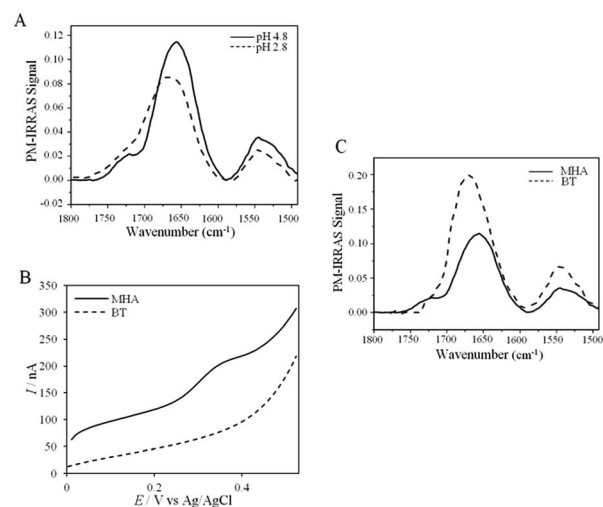 A
PM-IRRAS Signal
0.12
0.10
0.08
0.06
0.04
0.02
0.00
-0.02
pH 4.8
pH 2.8
1800 1750 1700 1650 1600 1550 1500
Wavenumber (cm-1)
B
I / nA
350
300
250
200
150
100
50
0
MHA
BT
0 0.2 0.4
E / V vs Ag/AgCl
C
PM-IRRAS Signal
0.20
0.15
0.10
0.05
0.00
MHA
BT
1800 1750 1700 1650 1600 1550 1500
Wavenumber (cm-1)